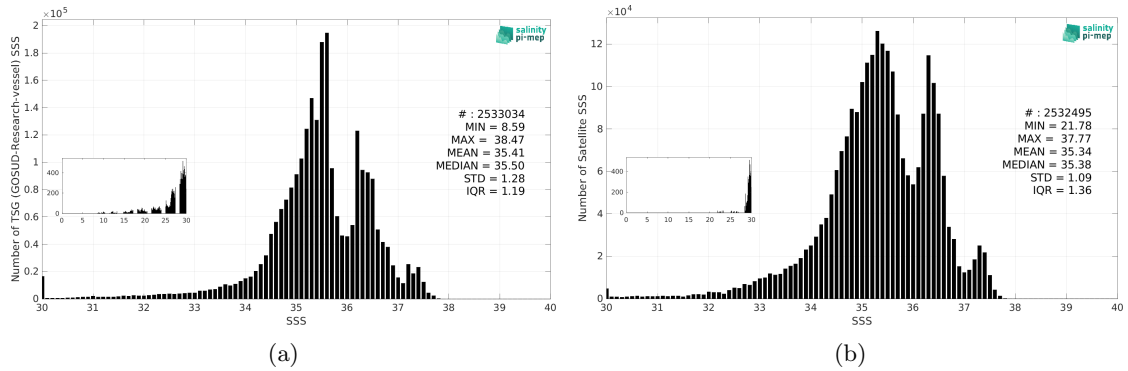 ×10⁵
salinity
pi-mep
Number of TSG (GOSUD-Research-vessel) SSS
2
1.8
1.6
1.4
1.2
1
0.8
0.6
0.4
0.2
0
# : 2533034
MIN = 8.59
MAX = 38.47
MEAN = 35.41
MEDIAN = 35.50
STD = 1.28
IQR = 1.19
400
200
0
0 5 10 15 20 25 30
30 31 32 33 34 35 36 37 38 39 40
SSS
(a)
×10⁴
salinity
pi-mep
Number of Satellite SSS
12
10
8
6
4
2
0
# : 2532495
MIN = 21.78
MAX = 37.77
MEAN = 35.34
MEDIAN = 35.38
STD = 1.09
IQR = 1.36
400
200
0
0 5 10 15 20 25 30
30 31 32 33 34 35 36 37 38 39 40
SSS
(b)